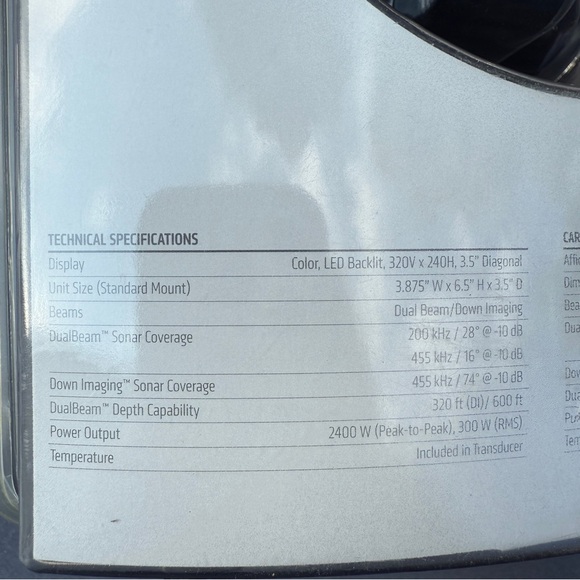 TECHNICAL SPECIFICATIONS
Display Color, LED Backlit, 320V x 240H, 3.5" Diagonal
Unit Size (Standard Mount) 3.875" W x 6.5" H x 3.5" D
Beams Dual Beam/Down Imaging
DualBeam™ Sonar Coverage 200 kHz / 28° @ -10 dB
455 kHz / 16° @ -10 dB
Down Imaging™ Sonar Coverage 455 kHz / 74° @ -10 dB
DualBeam™ Depth Capability 320 ft (DI)/ 600 ft
Power Output 2400 W (Peak-to-Peak), 300 W (RMS)
Temperature Included in Transducer